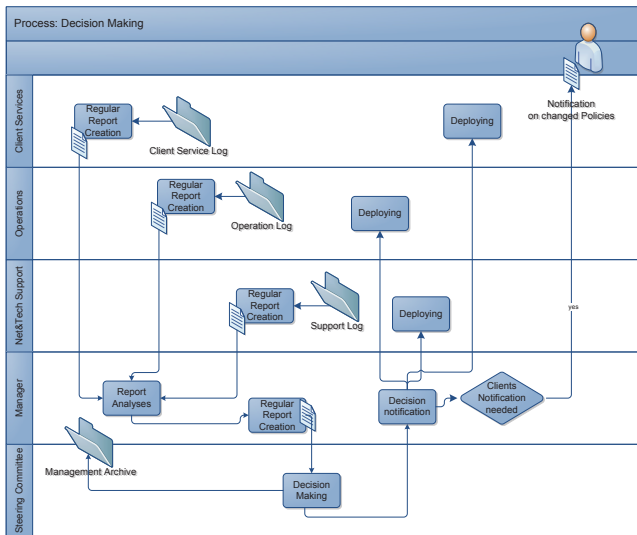 Process: Decision Making
Notification
on changed Policies
Client Services
Regular
Report
Creation
Client Service Log
Deploying
Operations
Regular
Report
Creation
Operation Log
Deploying
Net&Tech Support
Regular
Report
Creation
Support Log
Deploying
yes
Manager
Report
Analyses
Regular
Report
Creation
Decision
notification
Clients
Notification
needed
Steering Committee
Management Archive
Decision
Making